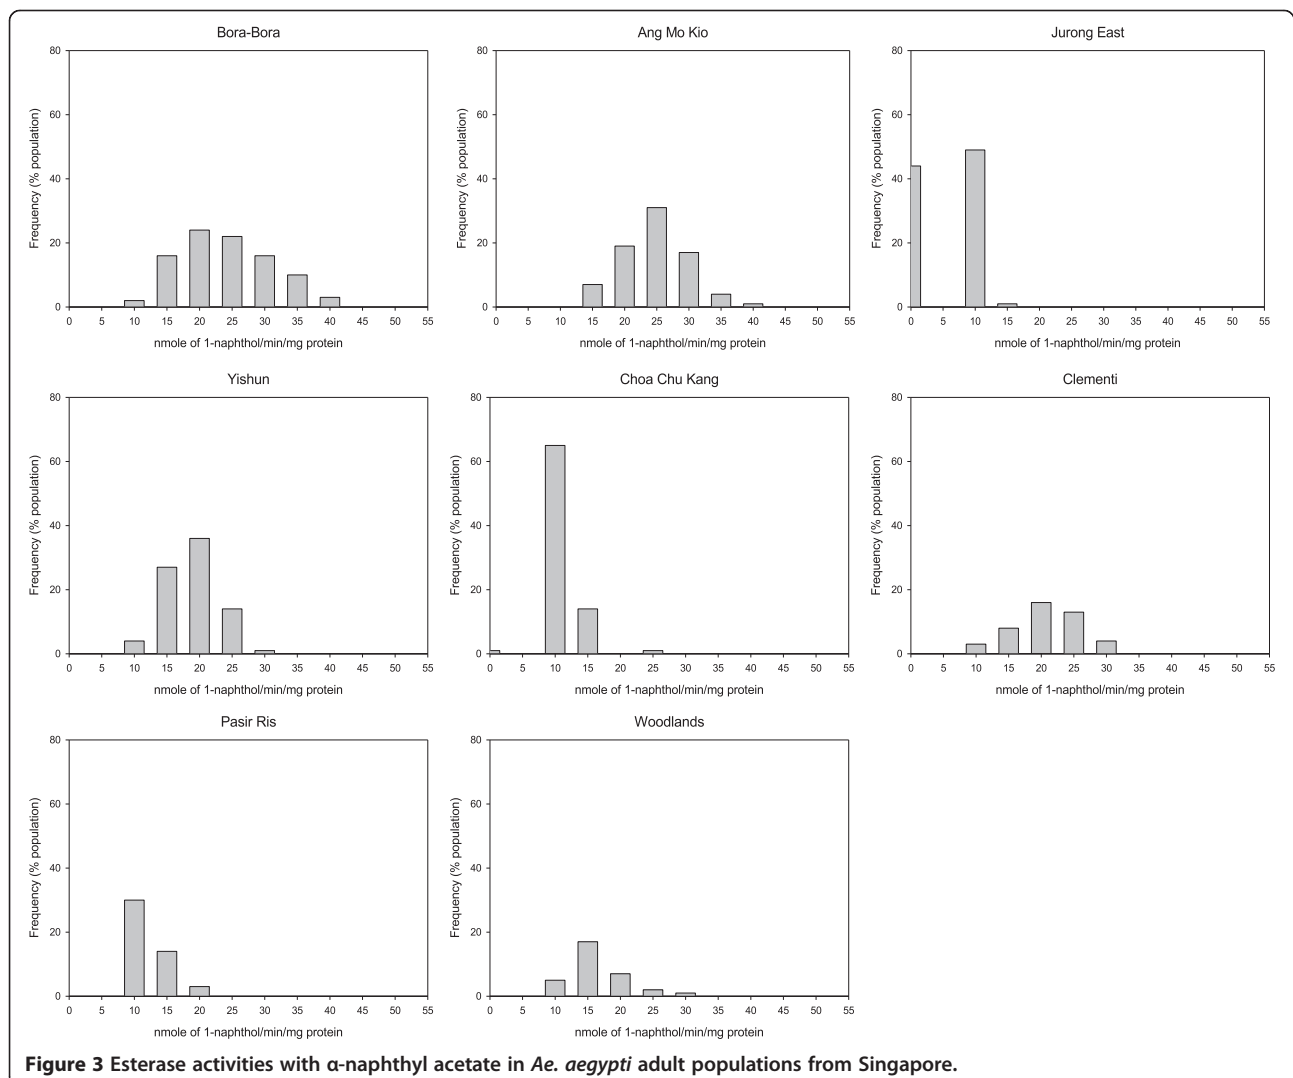 Bora-Bora
Frequency (% population)
80
60
40
20
0
0 5 10 15 20 25 30 35 40 45 50 55
nmole of 1-naphthol/min/mg protein
Ang Mo Kio
Frequency (% population)
80
60
40
20
0
0 5 10 15 20 25 30 35 40 45 50 55
nmole of 1-naphthol/min/mg protein
Jurong East
Frequency (% population)
80
60
40
20
0
0 5 10 15 20 25 30 35 40 45 50 55
nmole of 1-naphthol/min/mg protein
Yishun
Frequency (% population)
80
60
40
20
0
0 5 10 15 20 25 30 35 40 45 50 55
nmole of 1-naphthol/min/mg protein
Choa Chu Kang
Frequency (% population)
80
60
40
20
0
0 5 10 15 20 25 30 35 40 45 50 55
nmole of 1-naphthol/min/mg protein
Clementi
Frequency (% population)
80
60
40
20
0
0 5 10 15 20 25 30 35 40 45 50 55
nmole of 1-naphthol/min/mg protein
Pasir Ris
Frequency (% population)
80
60
40
20
0
0 5 10 15 20 25 30 35 40 45 50 55
nmole of 1-naphthol/min/mg protein
Woodlands
Frequency (% population)
80
60
40
20
0
0 5 10 15 20 25 30 35 40 45 50 55
nmole of 1-naphthol/min/mg protein
Figure 3 Esterase activities with α-naphthyl acetate in Ae. aegypti adult populations from Singapore.